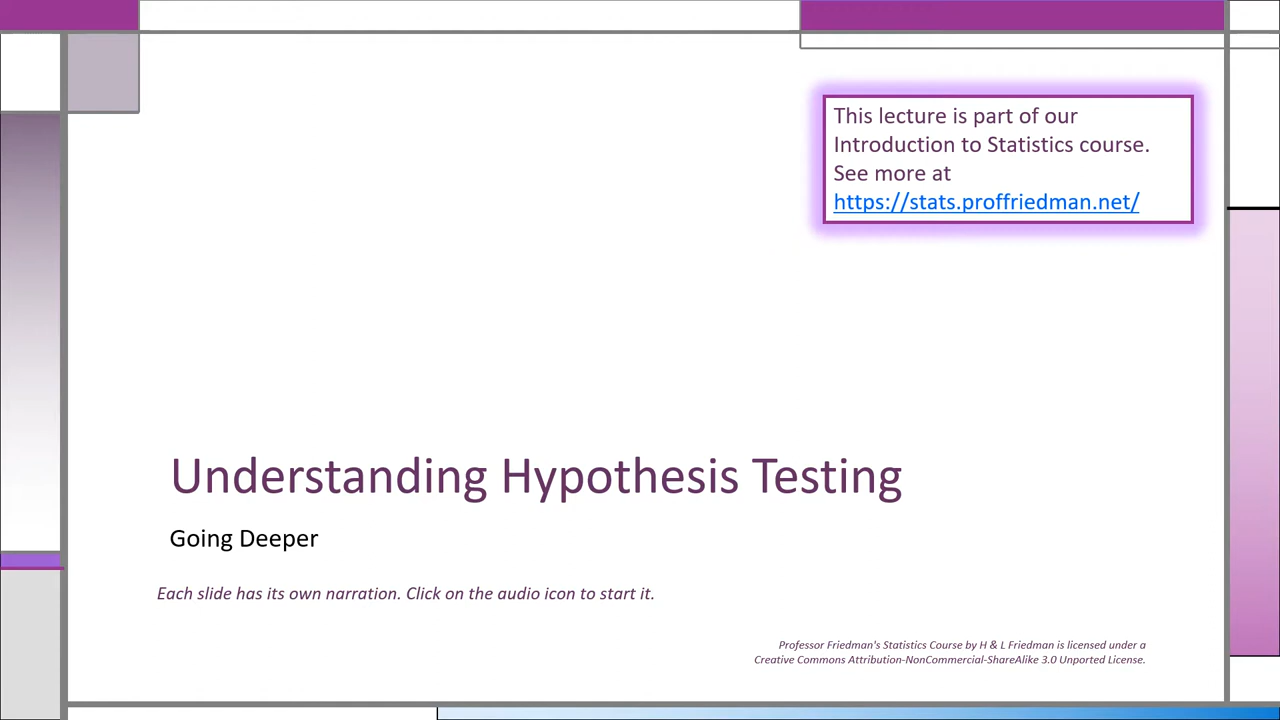 This lecture is part of our
Introduction to Statistics course.
See more at
https://stats.proffriedman.net/
Understanding Hypothesis Testing
Going Deeper
Each slide has its own narration. Click on the audio icon to start it.
Professor Friedman's Statistics Course by H & L Friedman is licensed under a
Creative Commons Attribution-NonCommercial-ShareAlike 3.0 Unported License.